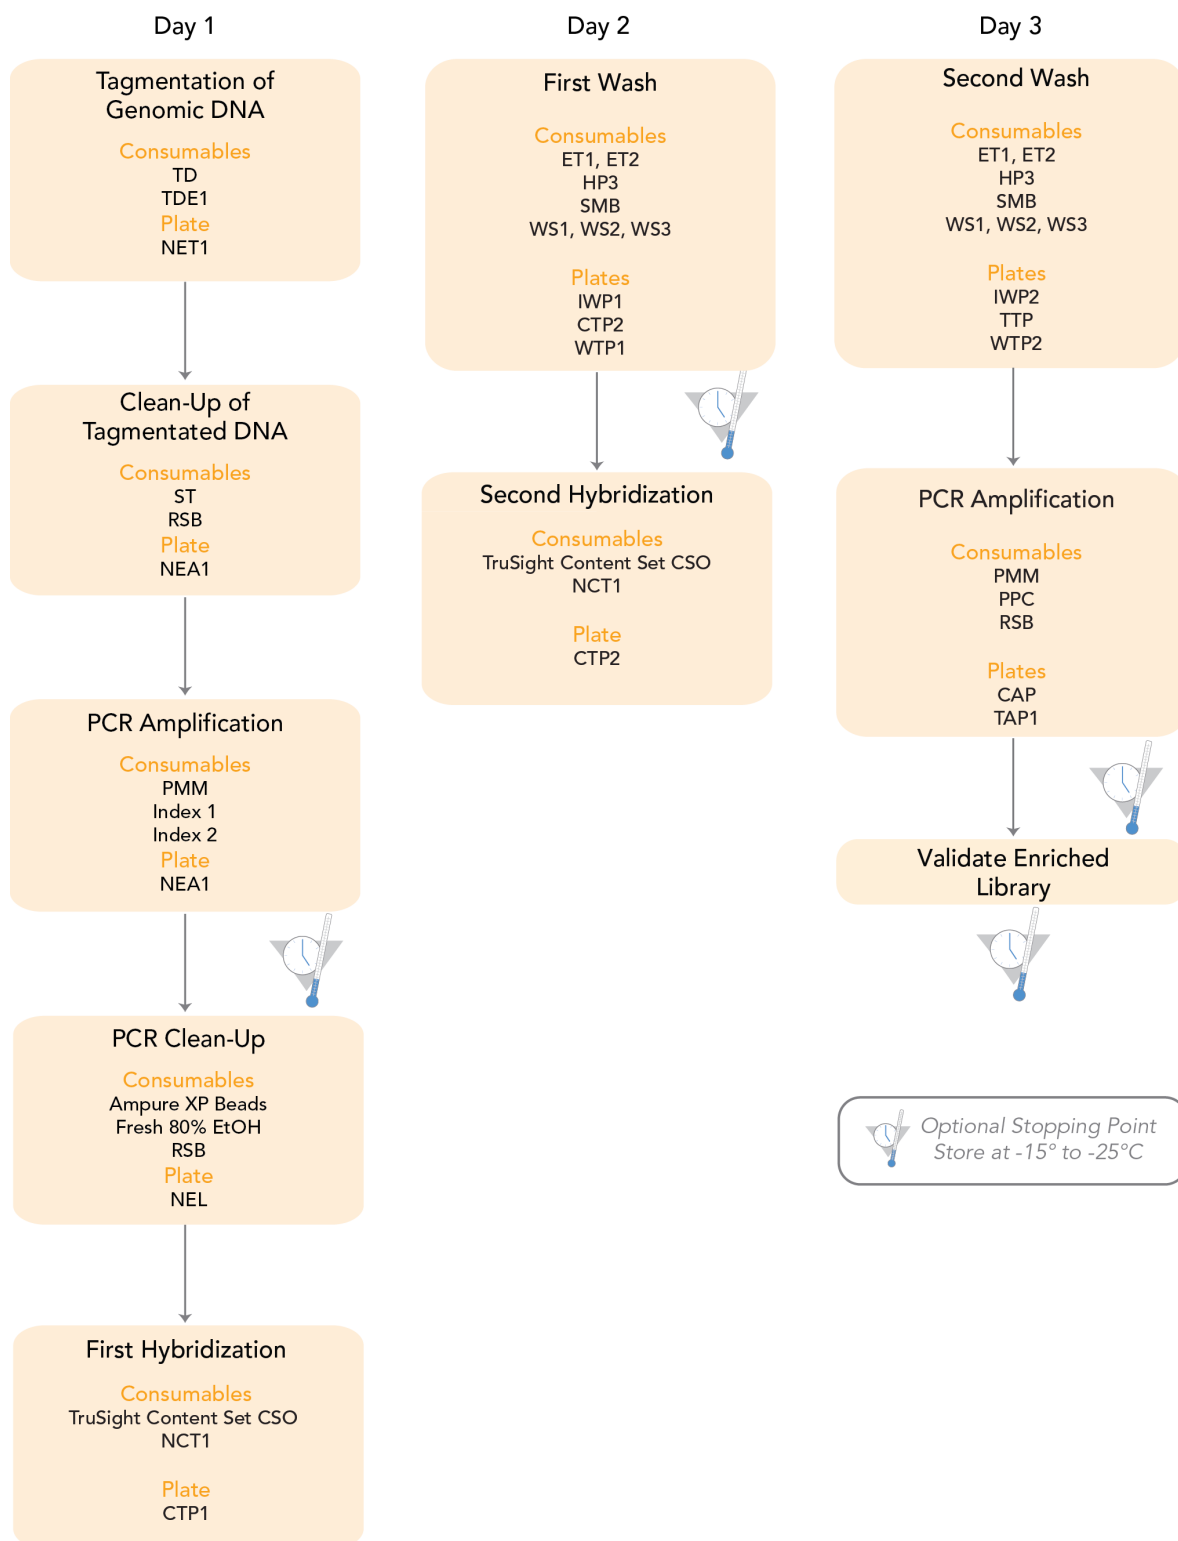 Day 1
Tagmentation of
Genomic DNA
Consumables
TD
TDE1
Plate
NET1
Clean-Up of
Tagmentated DNA
Consumables
ST
RSB
Plate
NEA1
PCR Amplification
Consumables
PMM
Index 1
Index 2
Plate
NEA1
PCR Clean-Up
Consumables
Ampure XP Beads
Fresh 80% EtOH
RSB
Plate
NEL
First Hybridization
Consumables
TruSight Content Set CSO
NCT1
Plate
CTP1
Day 2
First Wash
Consumables
ET1, ET2
HP3
SMB
WS1, WS2, WS3
Plates
IWP1
CTP2
WTP1
Second Hybridization
Consumables
TruSight Content Set CSO
NCT1
Plate
CTP2
Day 3
Second Wash
Consumables
ET1, ET2
HP3
SMB
WS1, WS2, WS3
Plates
IWP2
TTP
WTP2
PCR Amplification
Consumables
PMM
PPC
RSB
Plates
CAP
TAP1
Validate Enriched
Library
Optional Stopping Point
Store at -15° to -25°C